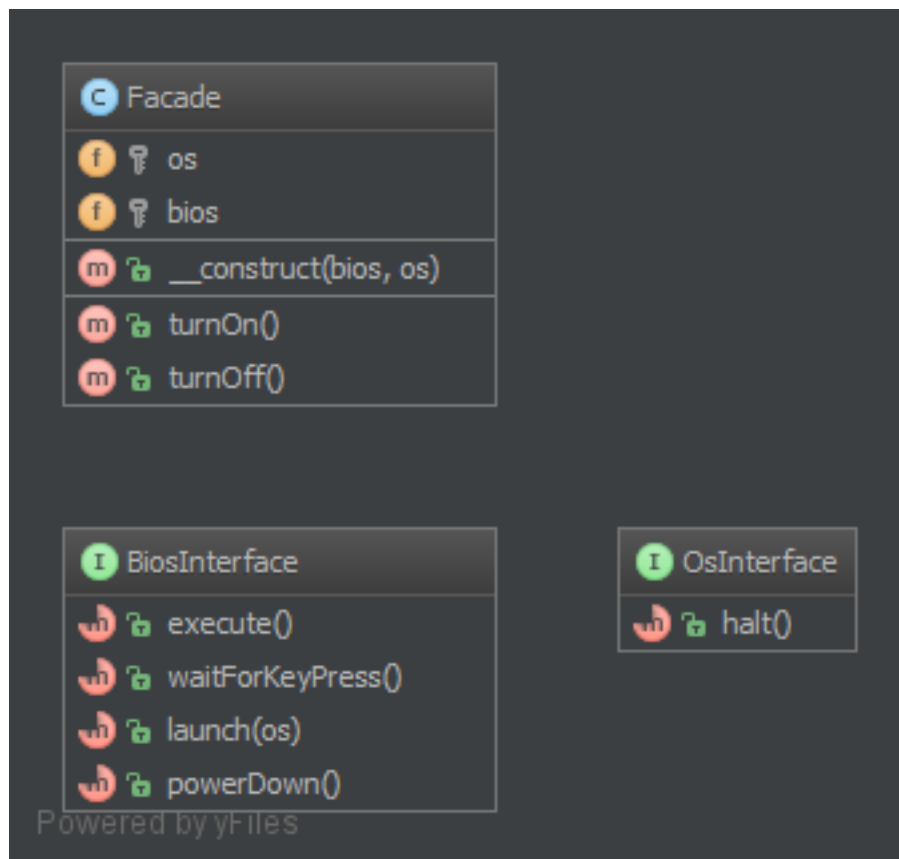 C Facade
f os
f bios
m __construct(bios, os)
m turnOn()
m turnOff()
I BiosInterface
m execute()
m waitForKeyPress()
m launch(os)
m powerDown()
I OsInterface
m halt()
Powered by yFiles